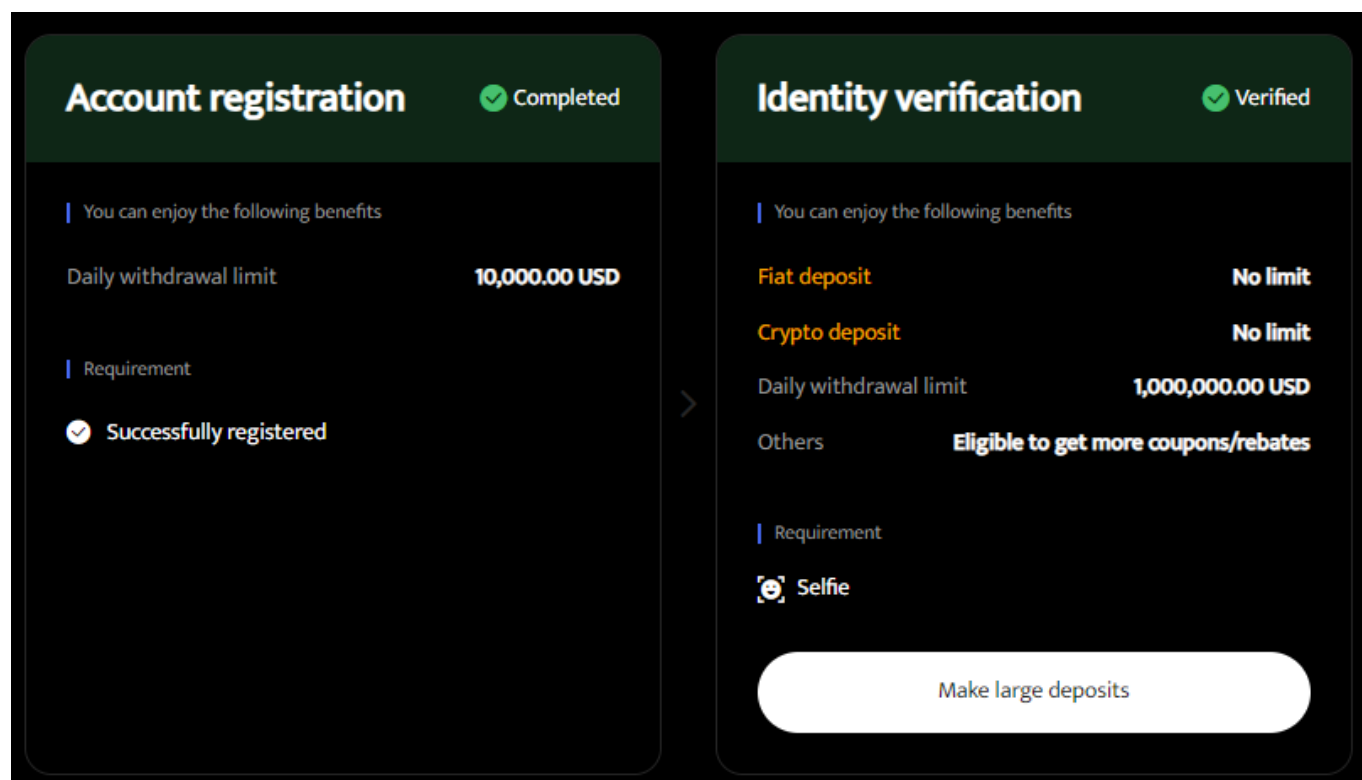 Account registration
Completed
You can enjoy the following benefits
Daily withdrawal limit
10,000.00 USD
Requirement
Successfully registered
Identity verification
Verified
You can enjoy the following benefits
Fiat deposit
No limit
Crypto deposit
No limit
Daily withdrawal limit
1,000,000.00 USD
Others
Eligible to get more coupons/rebates
Requirement
Selfie
Make large deposits